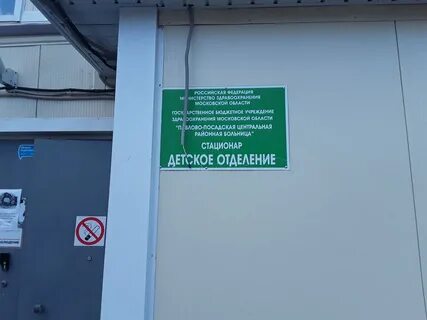 РОССИЙСКАЯ ФЕДЕРАЦИЯ
МИНИСТЕРСТВО ЗДРАВООХРАНЕНИЯ
МОСКОВСКОЙ ОБЛАСТИ
ГОСУДАРСТВЕННОЕ БЮДЖЕТНОЕ УЧРЕЖДЕНИЕ
ЗДРАВООХРАНЕНИЯ МОСКОВСКОЙ ОБЛАСТИ
"ПАВЛОВО-ПОСАДСКАЯ ЦЕНТРАЛЬНАЯ
РАЙОННАЯ БОЛЬНИЦА"
СТАЦИОНАР
ДЕТСКОЕ ОТДЕЛЕНИЕ